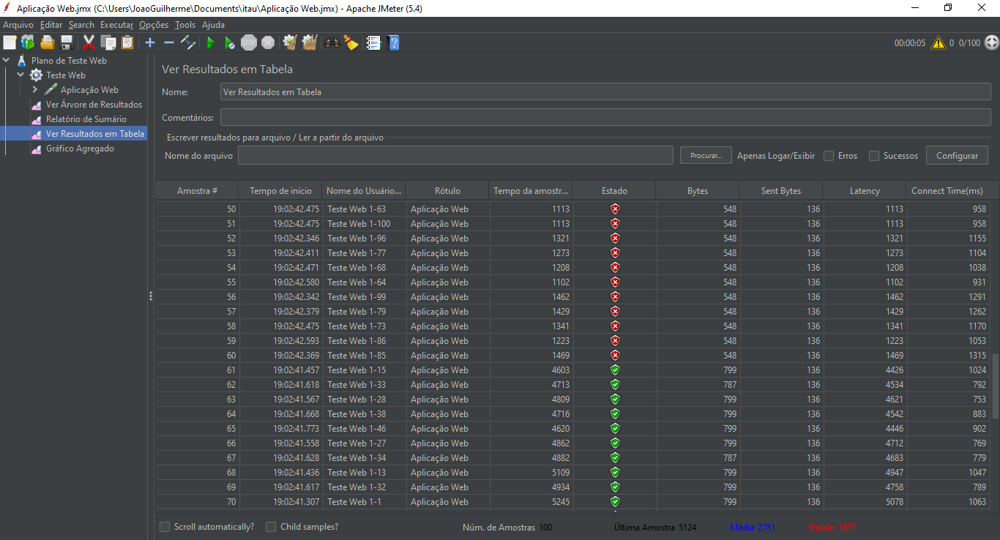 Aplicação Web.jmx (C:\Users\JoaoGuilherme\Documents\itau\Aplicação Web.jmx) - Apache JMeter (5.4)
Arquivo Editar Search Executar Opções Tools Ajuda
00:00:05 0 0/100
Plano de Teste Web
Teste Web
Aplicação Web
Ver Árvore de Resultados
Relatório de Sumário
Ver Resultados em Tabela
Gráfico Agregado
Ver Resultados em Tabela
Nome: Ver Resultados em Tabela
Comentários:
Escrever resultados para arquivo / Ler a partir do arquivo
Nome do arquivo Procurar... Apenas Logar/Exibir Erros Sucessos Configurar
Amostra # Tempo de início Nome do Usuário... Rótulo Tempo da amostr... Estado Bytes Sent Bytes Latency Connect Time(ms)
50 19:02:42.475 Teste Web 1-63 Aplicação Web 1113 548 136 1113 958
51 19:02:42.475 Teste Web 1-100 Aplicação Web 1113 548 136 1113 958
52 19:02:42.346 Teste Web 1-96 Aplicação Web 1321 548 136 1321 1155
53 19:02:42.411 Teste Web 1-77 Aplicação Web 1273 548 136 1273 1104
54 19:02:42.471 Teste Web 1-68 Aplicação Web 1208 548 136 1208 1038
55 19:02:42.580 Teste Web 1-64 Aplicação Web 1102 548 136 1102 931
56 19:02:42.342 Teste Web 1-99 Aplicação Web 1462 548 136 1462 1291
57 19:02:42.379 Teste Web 1-79 Aplicação Web 1429 548 136 1429 1262
58 19:02:42.475 Teste Web 1-73 Aplicação Web 1341 548 136 1341 1170
59 19:02:42.593 Teste Web 1-86 Aplicação Web 1223 548 136 1223 1053
60 19:02:42.369 Teste Web 1-85 Aplicação Web 1469 548 136 1469 1315
61 19:02:41.457 Teste Web 1-15 Aplicação Web 4603 799 136 4426 1024
62 19:02:41.618 Teste Web 1-33 Aplicação Web 4713 787 136 4534 792
63 19:02:41.567 Teste Web 1-28 Aplicação Web 4809 799 136 4621 753
64 19:02:41.668 Teste Web 1-38 Aplicação Web 4716 799 136 4542 883
65 19:02:41.773 Teste Web 1-46 Aplicação Web 4620 799 136 4446 902
66 19:02:41.558 Teste Web 1-27 Aplicação Web 4862 799 136 4712 769
67 19:02:41.628 Teste Web 1-34 Aplicação Web 4882 787 136 4683 779
68 19:02:41.436 Teste Web 1-13 Aplicação Web 5109 799 136 4947 1047
69 19:02:41.617 Teste Web 1-32 Aplicação Web 4934 799 136 4758 789
70 19:02:41.307 Teste Web 1-1 Aplicação Web 5245 799 136 5078 1063
Scroll automatically? Child samples? Núm. de Amostras 100 Última Amostra 5124 Média 2781 Desvio 1871